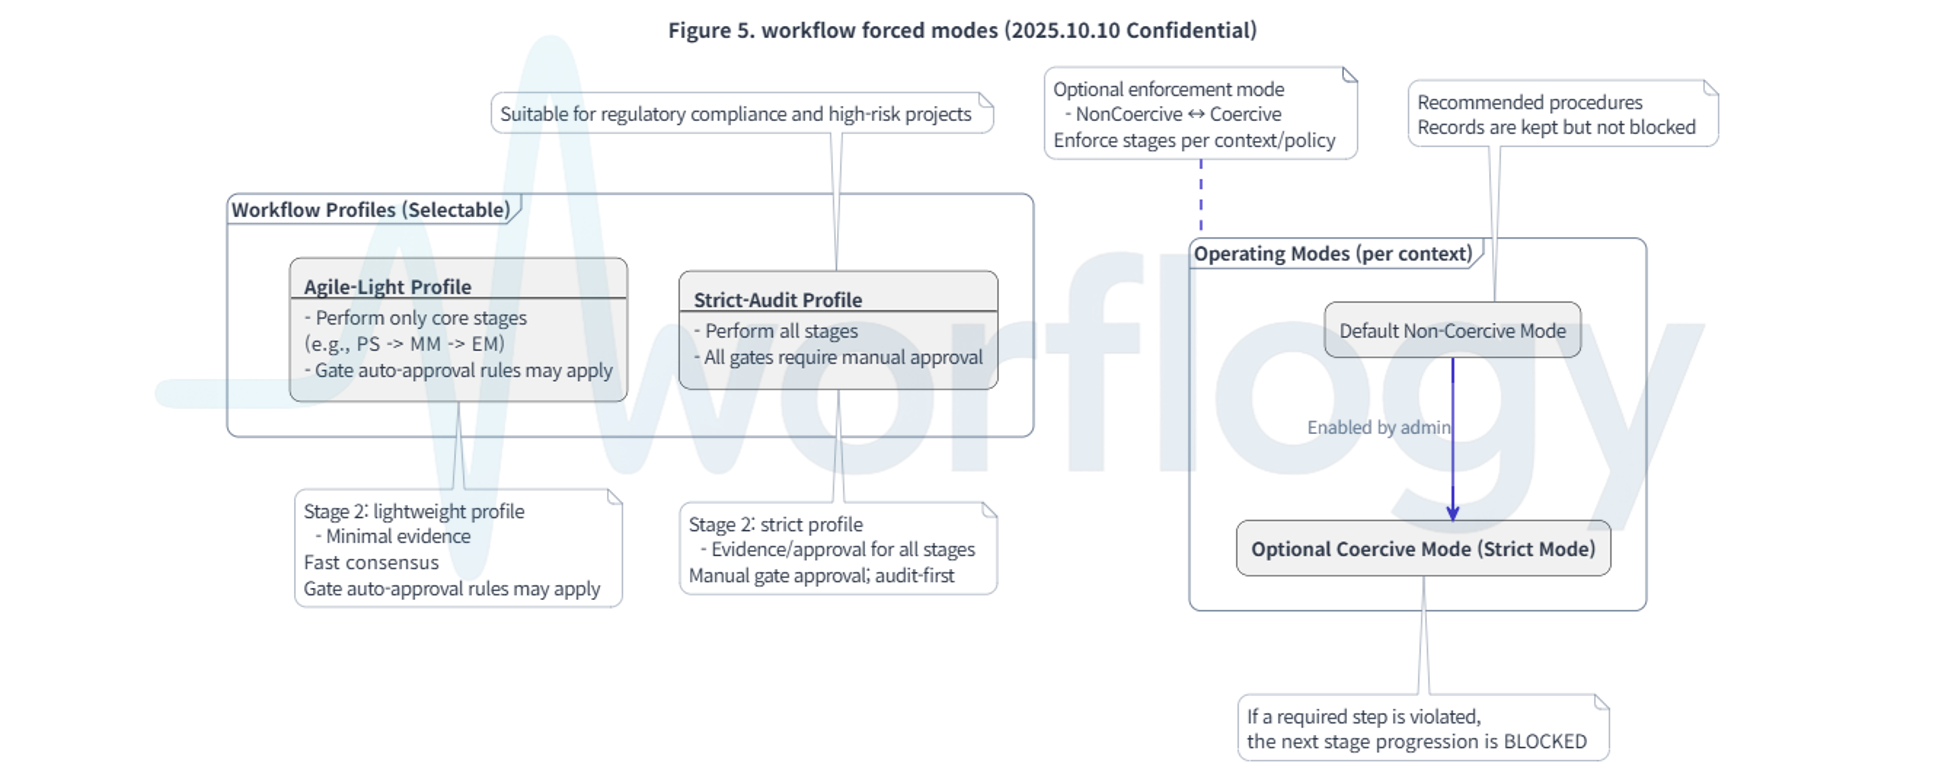 Figure 5. workflow forced modes (2025.10.10 Confidential)
Suitable for regulatory compliance and high-risk projects
Optional enforcement mode
- NonCoercive ↔ Coercive
Enforce stages per context/policy
Recommended procedures
Records are kept but not blocked
Workflow Profiles (Selectable)
Agile-Light Profile
- Perform only core stages
(e.g., PS -> MM -> EM)
- Gate auto-approval rules may apply
Strict-Audit Profile
- Perform all stages
- All gates require manual approval
Stage 2: lightweight profile
- Minimal evidence
Fast consensus
Gate auto-approval rules may apply
Stage 2: strict profile
- Evidence/approval for all stages
Manual gate approval; audit-first
Operating Modes (per context)
Default Non-Coercive Mode
Enabled by admin
Optional Coercive Mode (Strict Mode)
If a required step is violated,
the next stage progression is BLOCKED
worflogy